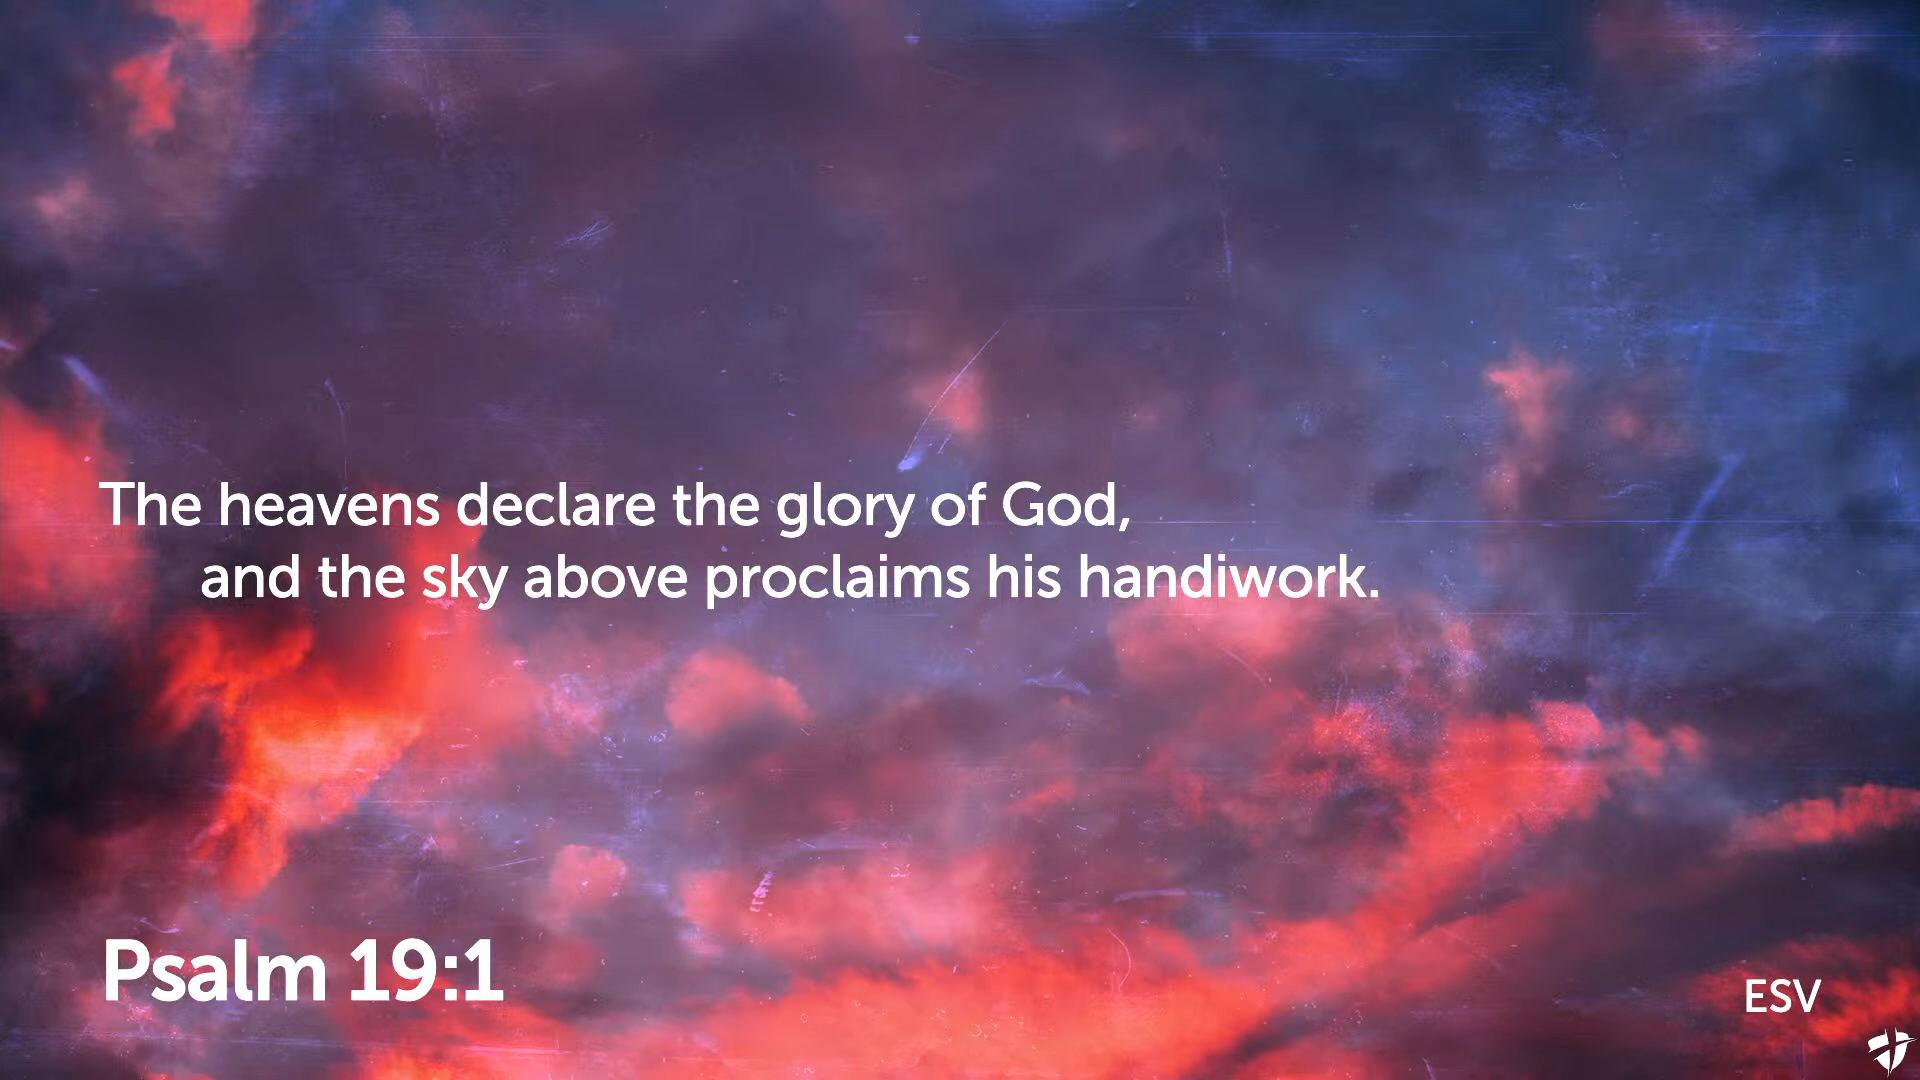 The heavens declare the glory of God,
and the sky above proclaims his handiwork.
Psalm 19:1
ESV